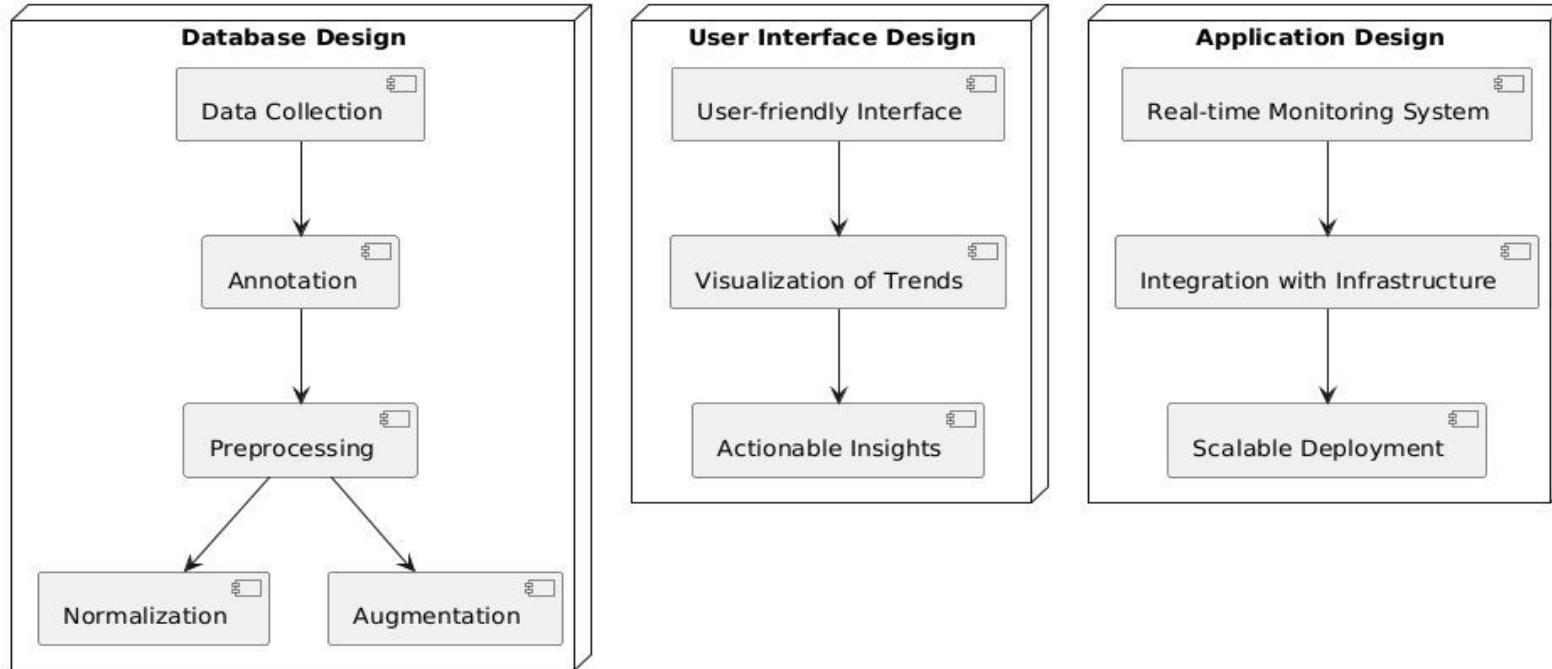 Database Design
Data Collection
Annotation
Preprocessing
Normalization
Augmentation
User Interface Design
User-friendly Interface
Visualization of Trends
Actionable Insights
Application Design
Real-time Monitoring System
Integration with Infrastructure
Scalable Deployment